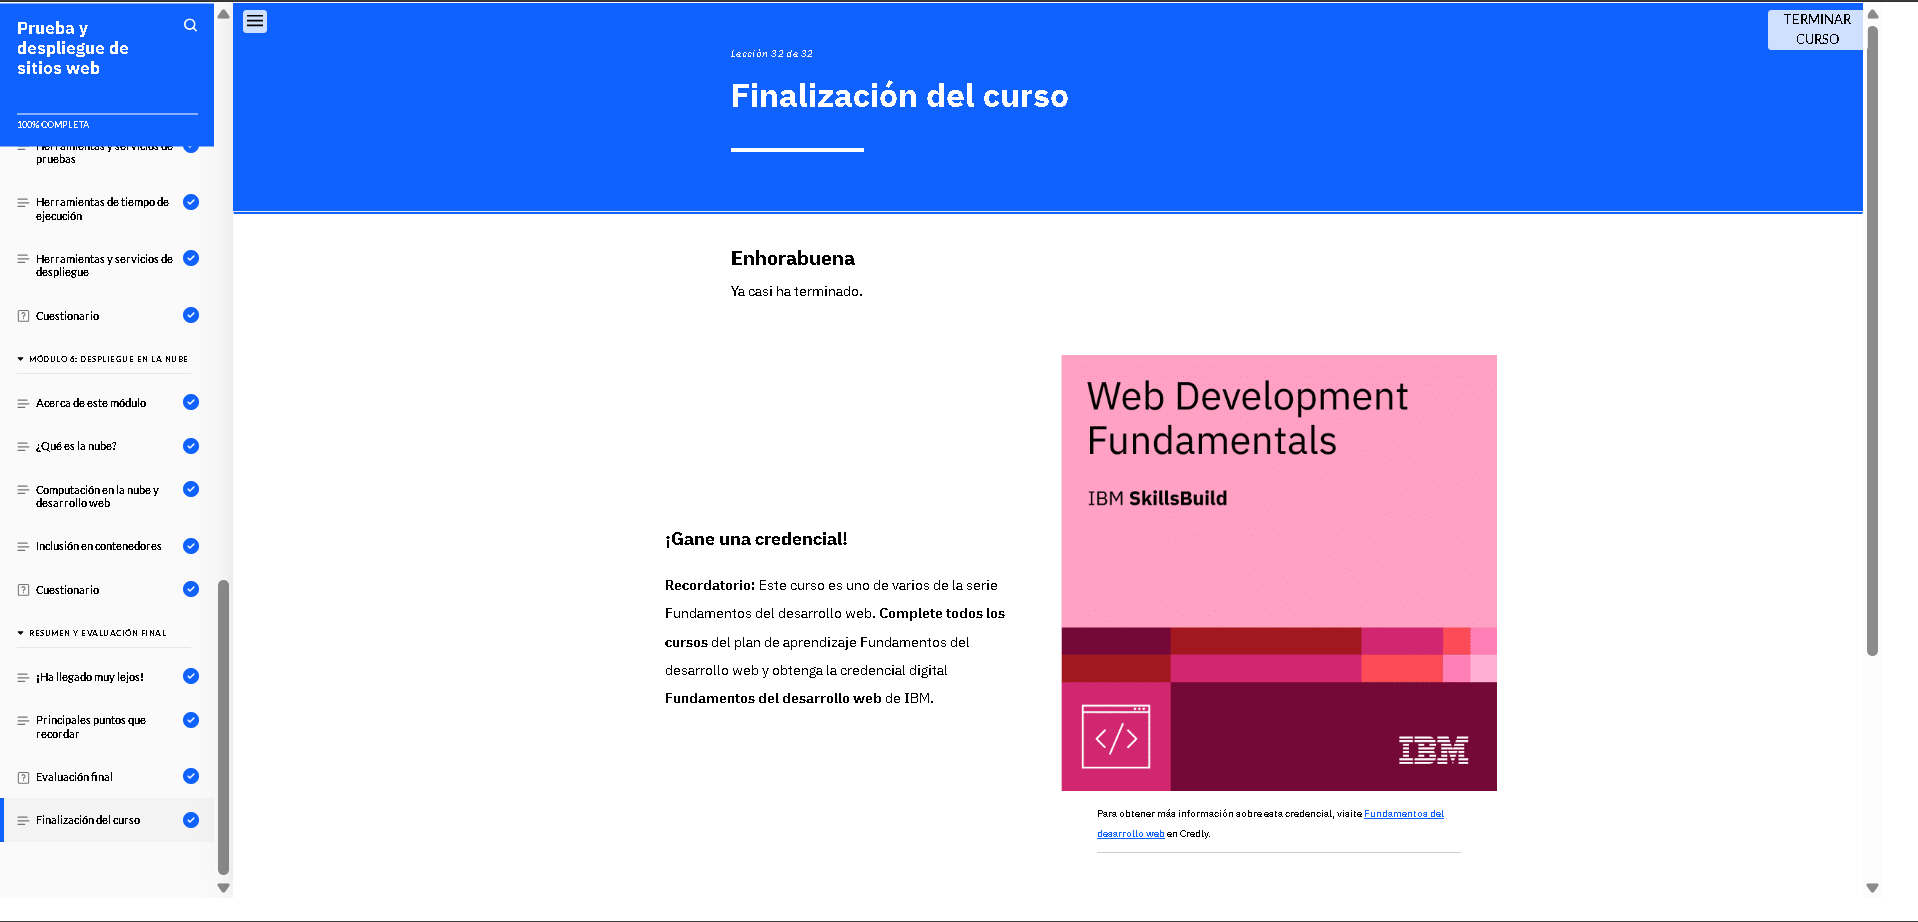 Prueba y
despliegue de
sitios web
100% COMPLETA
Herramientas y servicios de
pruebas
Herramientas de tiempo de
ejecución
Herramientas y servicios de
despliegue
Cuestionario
MÓDULO 6: DESPLIEGUE EN LA NUBE
Acerca de este módulo
¿Qué es la nube?
Computación en la nube y
desarrollo web
Inclusión en contenedores
Cuestionario
RESUMEN Y EVALUACIÓN FINAL
¡Ha llegado muy lejos!
Principales puntos que
recordar
Evaluación final
Finalización del curso
TERMINAR
CURSO
Lección 32 de 32
Finalización del curso
Enhorabuena
Ya casi ha terminado.
¡Gane una credencial!
Recordatorio: Este curso es uno de varios de la serie
Fundamentos del desarrollo web. Complete todos los
cursos del plan de aprendizaje Fundamentos del
desarrollo web y obtenga la credencial digital
Fundamentos del desarrollo web de IBM.
Web Development
Fundamentals
IBM SkillsBuild
</>
IBM
Para obtener más información sobre esta credencial, visite Fundamentos del
desarrollo web en Credly.